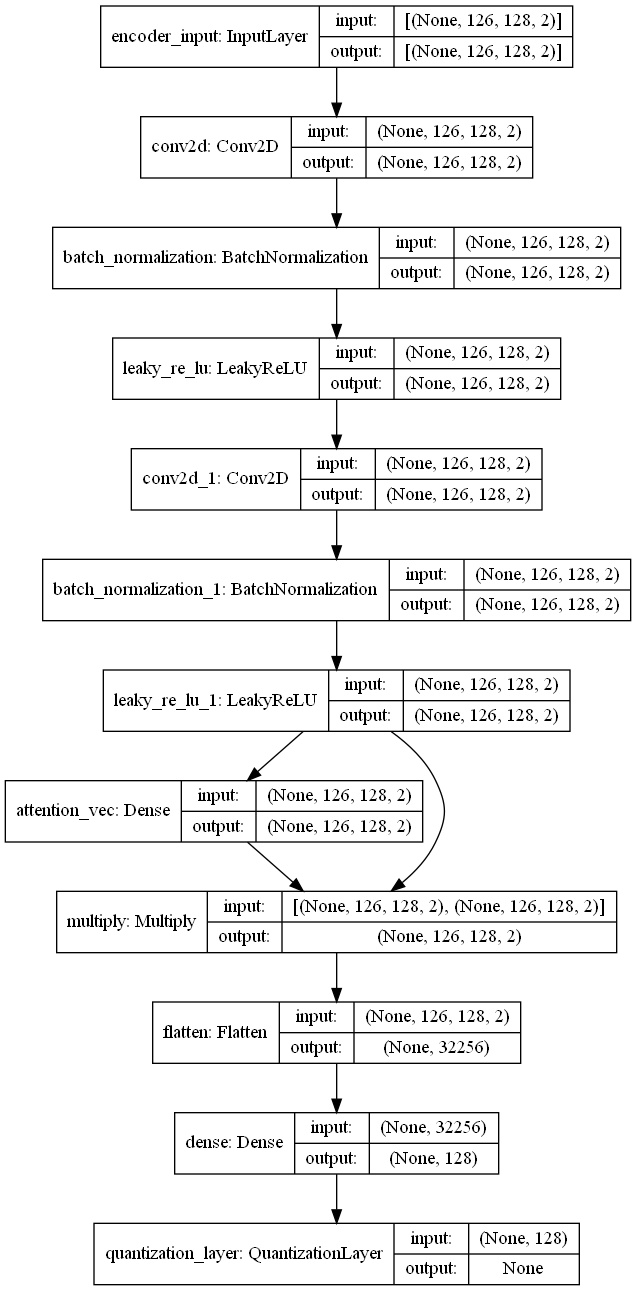 encoder_input: InputLayer
input: [(None, 126, 128, 2)]
output: [(None, 126, 128, 2)]
conv2d: Conv2D
input: (None, 126, 128, 2)
output: (None, 126, 128, 2)
batch_normalization: BatchNormalization
input: (None, 126, 128, 2)
output: (None, 126, 128, 2)
leaky_re_lu: LeakyReLU
input: (None, 126, 128, 2)
output: (None, 126, 128, 2)
conv2d_1: Conv2D
input: (None, 126, 128, 2)
output: (None, 126, 128, 2)
batch_normalization_1: BatchNormalization
input: (None, 126, 128, 2)
output: (None, 126, 128, 2)
leaky_re_lu_1: LeakyReLU
input: (None, 126, 128, 2)
output: (None, 126, 128, 2)
attention_vec: Dense
input: (None, 126, 128, 2)
output: (None, 126, 128, 2)
multiply: Multiply
input: [(None, 126, 128, 2), (None, 126, 128, 2)]
output: (None, 126, 128, 2)
flatten: Flatten
input: (None, 126, 128, 2)
output: (None, 32256)
dense: Dense
input: (None, 32256)
output: (None, 128)
quantization_layer: QuantizationLayer
input: (None, 128)
output: None